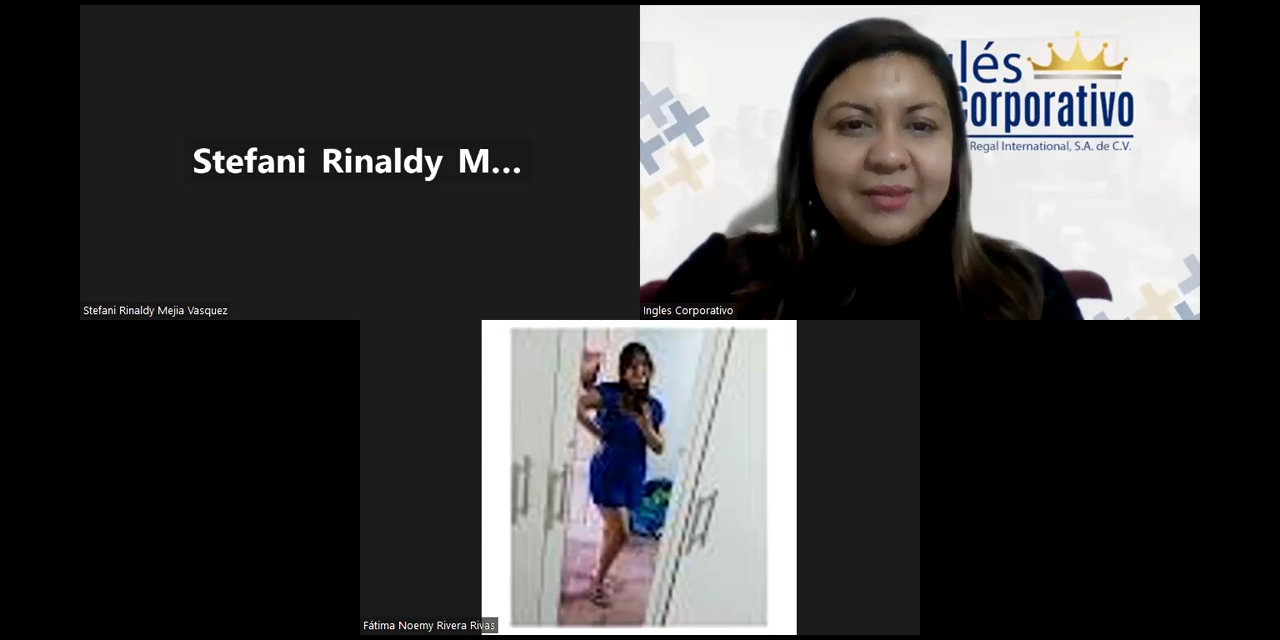 Stefani Rinaldy M...
Stefani Rinaldy Mejia Vasquez
lés
Corporativo
Regal International, S.A. de C.V.
Ingles Corporativo
Fátima Noemy Rivera Rivas